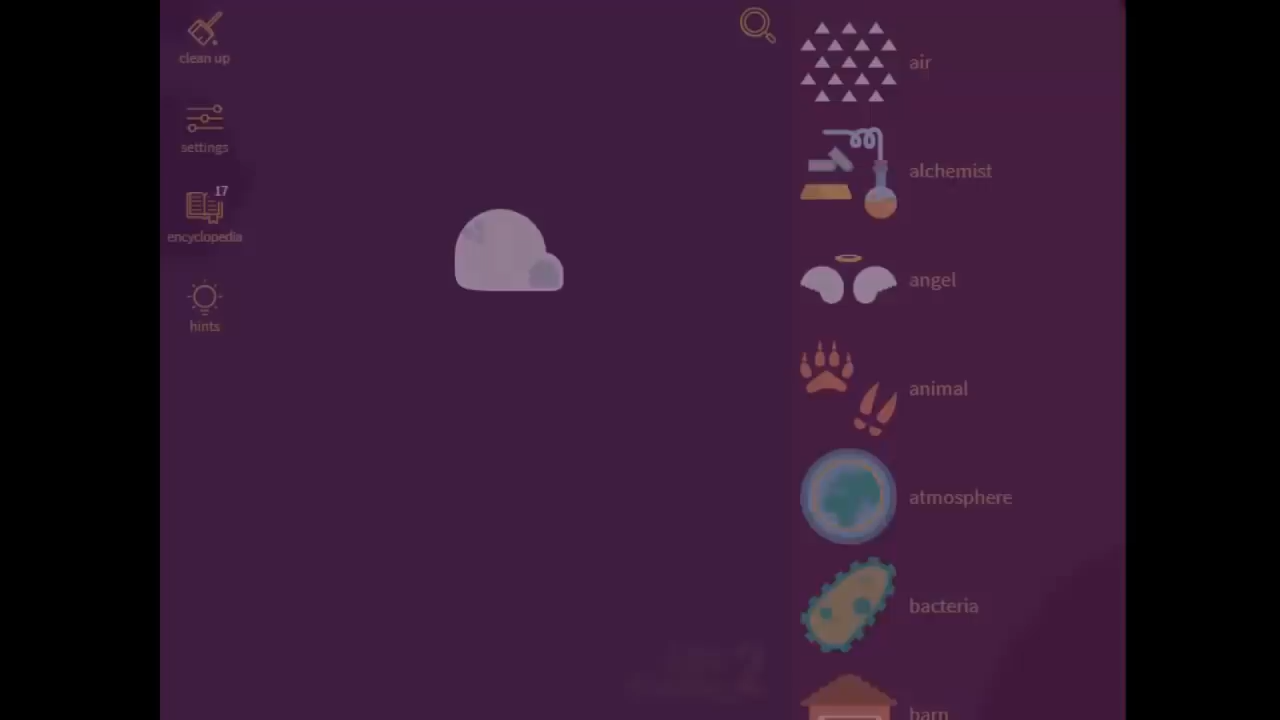 clean up
settings
17
encyclopedia
hints
air
alchemist
angel
animal
atmosphere
bacteria
barn